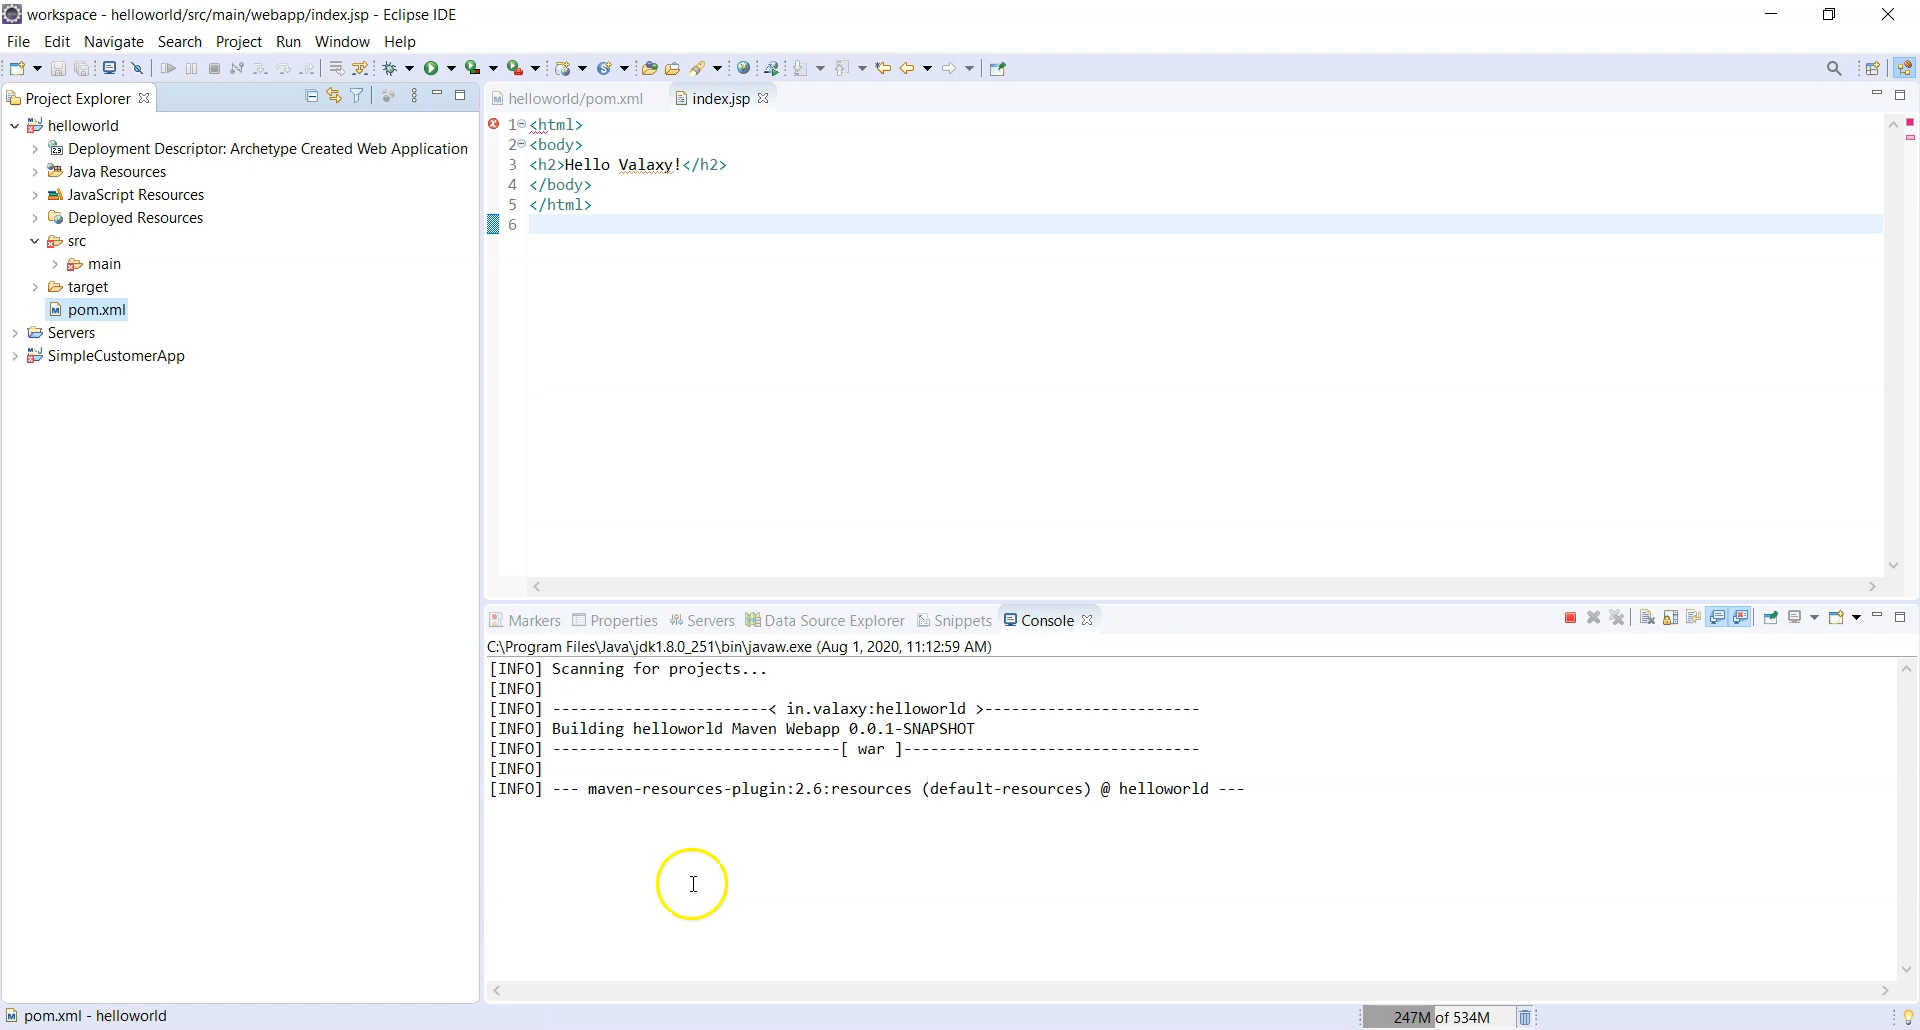 workspace - helloworld/src/main/webapp/index.jsp - Eclipse IDE
File Edit Navigate Search Project Run Window Help
Project Explorer
helloworld/pom.xml index.jsp
helloworld
Deployment Descriptor: Archetype Created Web Application
Java Resources
JavaScript Resources
Deployed Resources
src
main
target
pom.xml
Servers
SimpleCustomerApp
1 <html>
2 <body>
3 <h2>Hello Valaxy!</h2>
4 </body>
5 </html>
6
Markers Properties Servers Data Source Explorer Snippets Console
C:\Program Files\Java\jdk1.8.0_251\bin\javaw.exe (Aug 1, 2020, 11:12:59 AM)
[INFO] Scanning for projects...
[INFO]
[INFO] ------------------------< in.valaxy:helloworld >------------------------
[INFO] Building helloworld Maven Webapp 0.0.1-SNAPSHOT
[INFO] --------------------------------[ war ]---------------------------------
[INFO]
[INFO] --- maven-resources-plugin:2.6:resources (default-resources) @ helloworld ---
pom.xml - helloworld
247M of 534M